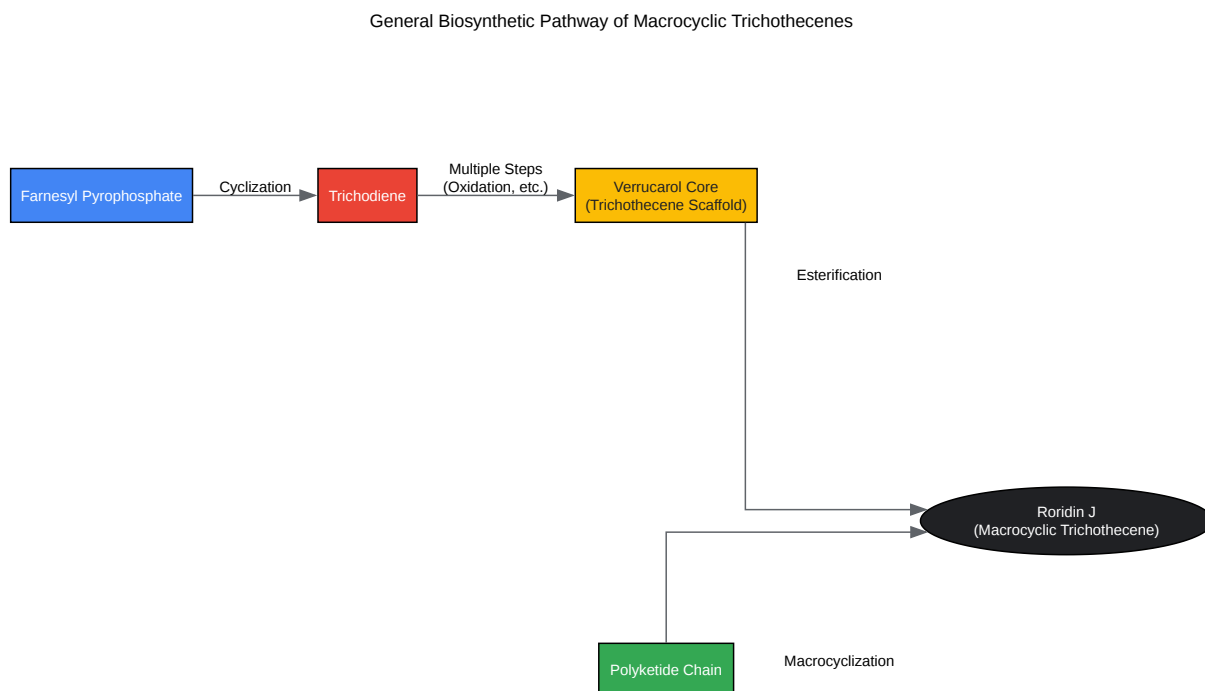 General Biosynthetic Pathway of Macrocyclic Trichothecenes
Farnesyl Pyrophosphate
Cyclization
Trichodiene
Multiple Steps
(Oxidation, etc.)
Verrucarol Core
(Trichothecene Scaffold)
Esterification
Roridin J
(Macrocyclic Trichothecene)
Polyketide Chain
Macrocyclization